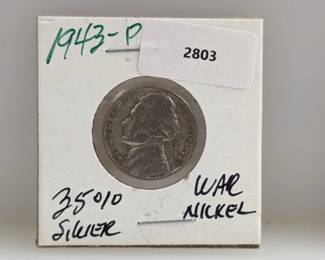 1943-P
2803
35%
SILVER
WAR
NICKEL